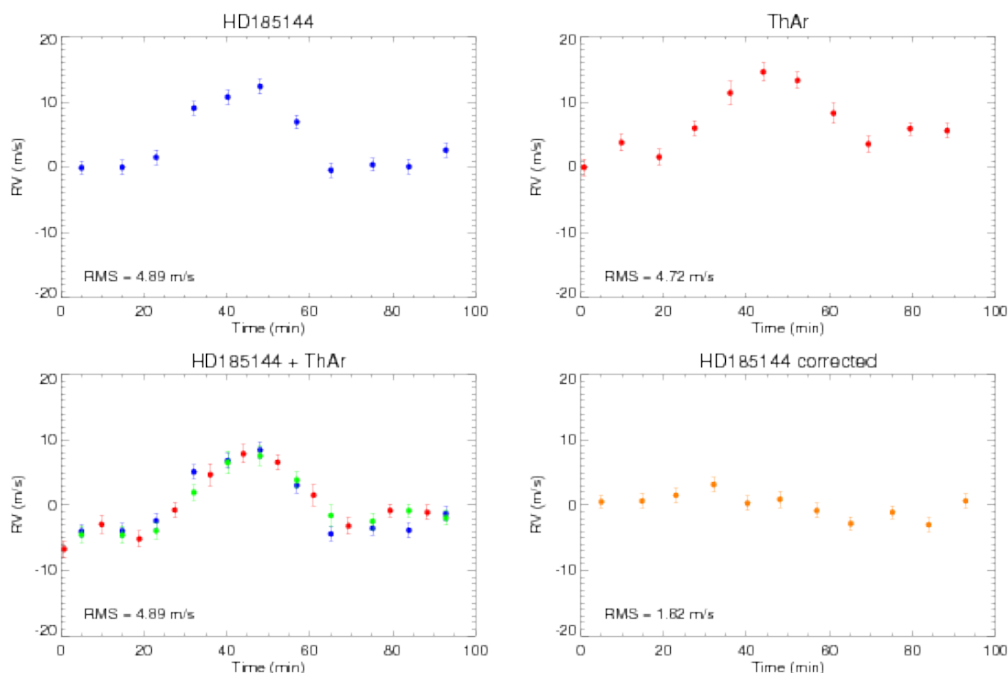 HD185144
20
10
0
-10
-20
RV (m/s)
RMS = 4.89 m/s
0 20 40 60 80 100
Time (min)
ThAr
20
10
0
-10
-20
RV (m/s)
RMS = 4.72 m/s
0 20 40 60 80 100
Time (min)
HD185144 + ThAr
20
10
0
-10
-20
RV (m/s)
RMS = 4.89 m/s
0 20 40 60 80 100
Time (min)
HD185144 corrected
20
10
0
-10
-20
RV (m/s)
RMS = 1.62 m/s
0 20 40 60 80 100
Time (min)